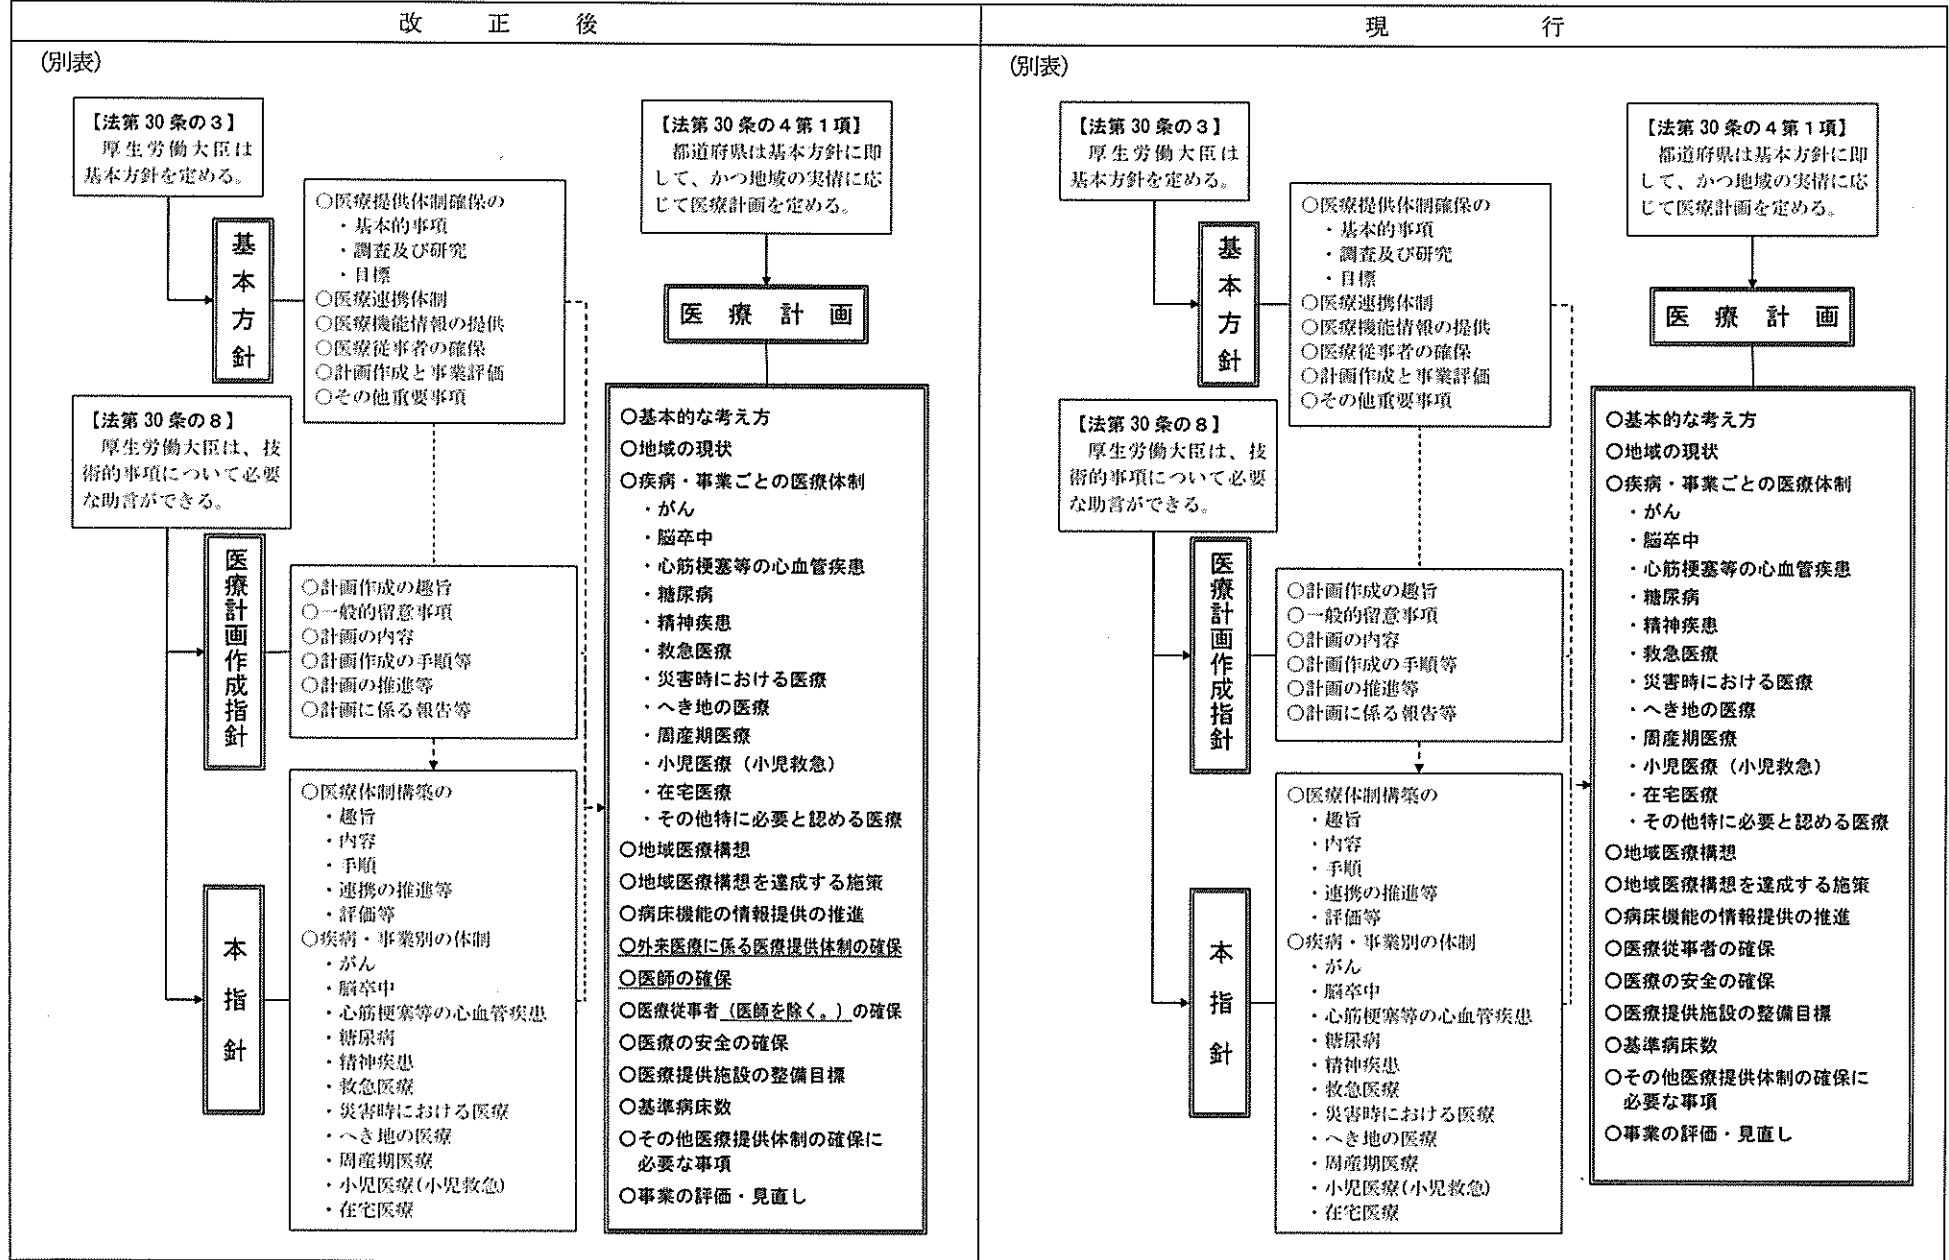 改正後
(別表)
【法第30条の3】
厚生労働大臣は
基本方針を定める。
基本方針
○医療提供体制確保の
・基本的事項
・調査及び研究
・目標
○医療連携体制
○医療機能情報の提供
○医療従事者の確保
○計画作成と事業評価
○その他重要事項
【法第30条の8】
厚生労働大臣は、技
術的事項について必要
な助言ができる。
医療計画作成指針
○計画作成の趣旨
○一般的留意事項
○計画の内容
○計画作成の手順等
○計画の推進等
○計画に係る報告等
本指針
○医療体制構築の
・趣旨
・内容
・手順
・連携の推進等
・評価等
○疾病・事業別の体制
・がん
・脳卒中
・心筋梗塞等の心血管疾患
・糖尿病
・精神疾患
・救急医療
・災害時における医療
・へき地の医療
・周産期医療
・小児医療(小児救急)
・在宅医療
【法第30条の4第1項】
都道府県は基本方針に即
して、かつ地域の実情に応
じて医療計画を定める。
医療計画
○基本的な考え方
○地域の現状
○疾病・事業ごとの医療体制
・がん
・脳卒中
・心筋梗塞等の心血管疾患
・糖尿病
・精神疾患
・救急医療
・災害時における医療
・へき地の医療
・周産期医療
・小児医療（小児救急）
・在宅医療
・その他特に必要と認める医療
○地域医療構想
○地域医療構想を達成する施策
○病床機能の情報提供の推進
○外来医療に係る医療提供体制の確保
○医師の確保
○医療従事者（医師を除く。）の確保
○医療の安全の確保
○医療提供施設の整備目標
○基準病床数
○その他医療提供体制の確保に
必要な事項
○事業の評価・見直し
現行
(別表)
【法第30条の3】
厚生労働大臣は
基本方針を定める。
基本方針
○医療提供体制確保の
・基本的事項
・調査及び研究
・目標
○医療連携体制
○医療機能情報の提供
○医療従事者の確保
○計画作成と事業評価
○その他重要事項
【法第30条の8】
厚生労働大臣は、技
術的事項について必要
な助言ができる。
医療計画作成指針
○計画作成の趣旨
○一般的留意事項
○計画の内容
○計画作成の手順等
○計画の推進等
○計画に係る報告等
本指針
○医療体制構築の
・趣旨
・内容
・手順
・連携の推進等
・評価等
○疾病・事業別の体制
・がん
・脳卒中
・心筋梗塞等の心血管疾患
・糖尿病
・精神疾患
・救急医療
・災害時における医療
・へき地の医療
・周産期医療
・小児医療(小児救急)
・在宅医療
【法第30条の4第1項】
都道府県は基本方針に即
して、かつ地域の実情に応
じて医療計画を定める。
医療計画
○基本的な考え方
○地域の現状
○疾病・事業ごとの医療体制
・がん
・脳卒中
・心筋梗塞等の心血管疾患
・糖尿病
・精神疾患
・救急医療
・災害時における医療
・へき地の医療
・周産期医療
・小児医療（小児救急）
・在宅医療
・その他特に必要と認める医療
○地域医療構想
○地域医療構想を達成する施策
○病床機能の情報提供の推進
○医療従事者の確保
○医療の安全の確保
○医療提供施設の整備目標
○基準病床数
○その他医療提供体制の確保に
必要な事項
○事業の評価・見直し